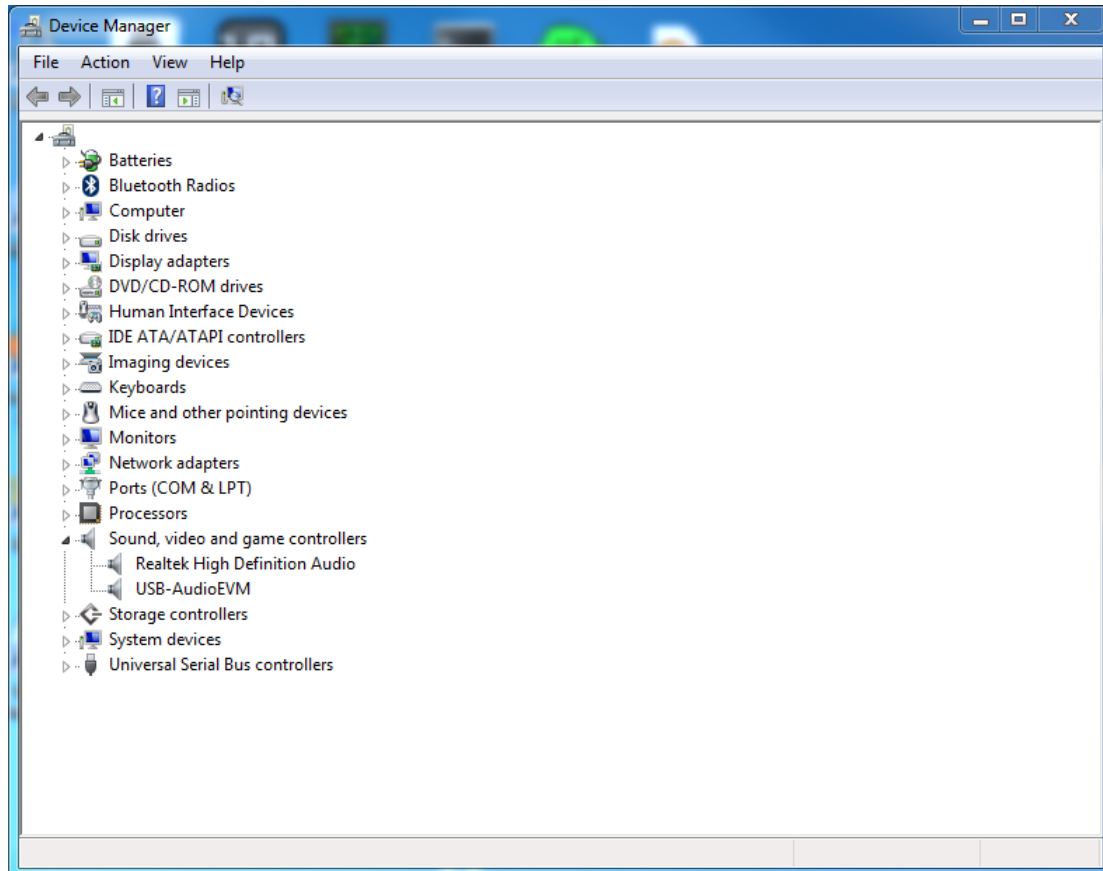 Device Manager
File Action View Help
Batteries
Bluetooth Radios
Computer
Disk drives
Display adapters
DVD/CD-ROM drives
Human Interface Devices
IDE ATA/ATAPI controllers
Imaging devices
Keyboards
Mice and other pointing devices
Monitors
Network adapters
Ports (COM & LPT)
Processors
Sound, video and game controllers
Realtek High Definition Audio
USB-AudioEVM
Storage controllers
System devices
Universal Serial Bus controllers